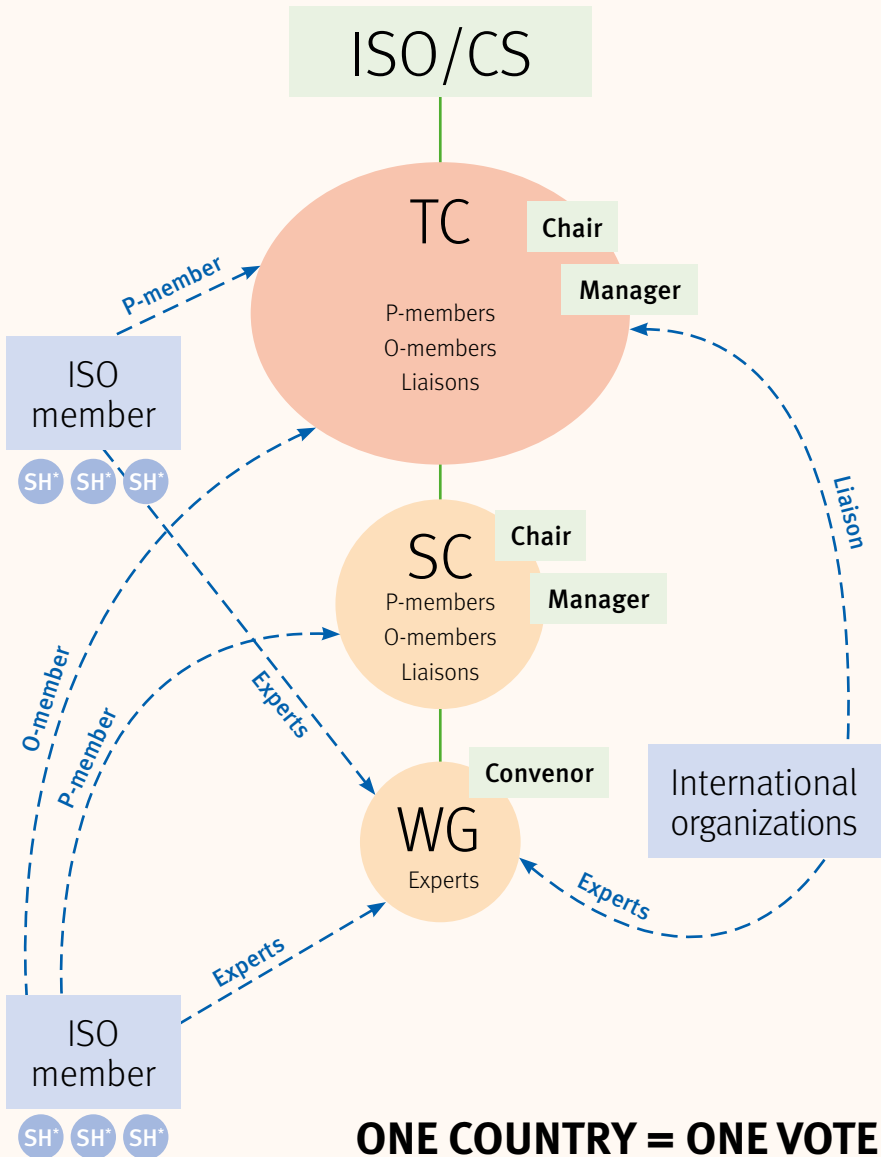 ISO/CS
TC
Chair
Manager
P-members
O-members
Liaisons
P-member
ISO
member
SH* SH* SH*
SC
Chair
Manager
P-members
O-members
Liaisons
Liaison
O-member
P-member
Experts
Convenor
WG
Experts
International
organizations
Experts
Experts
ISO
member
SH* SH* SH*
ONE COUNTRY = ONE VOTE